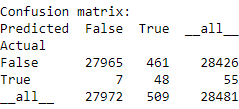 Confusion matrix:
Predicted  False  True  __all__
Actual
False      27965   461    28426
True           7    48       55
__all__    27972   509    28481